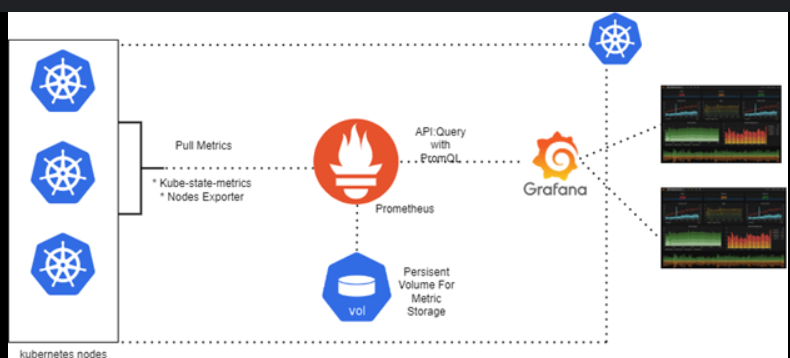 Pull Metrics
* Kube-state-metrics
* Nodes Exporter
API:Query
with
PromQL
Prometheus
Grafana
Persisent
Volume For
Metric
Storage
vol
kubernetes nodes